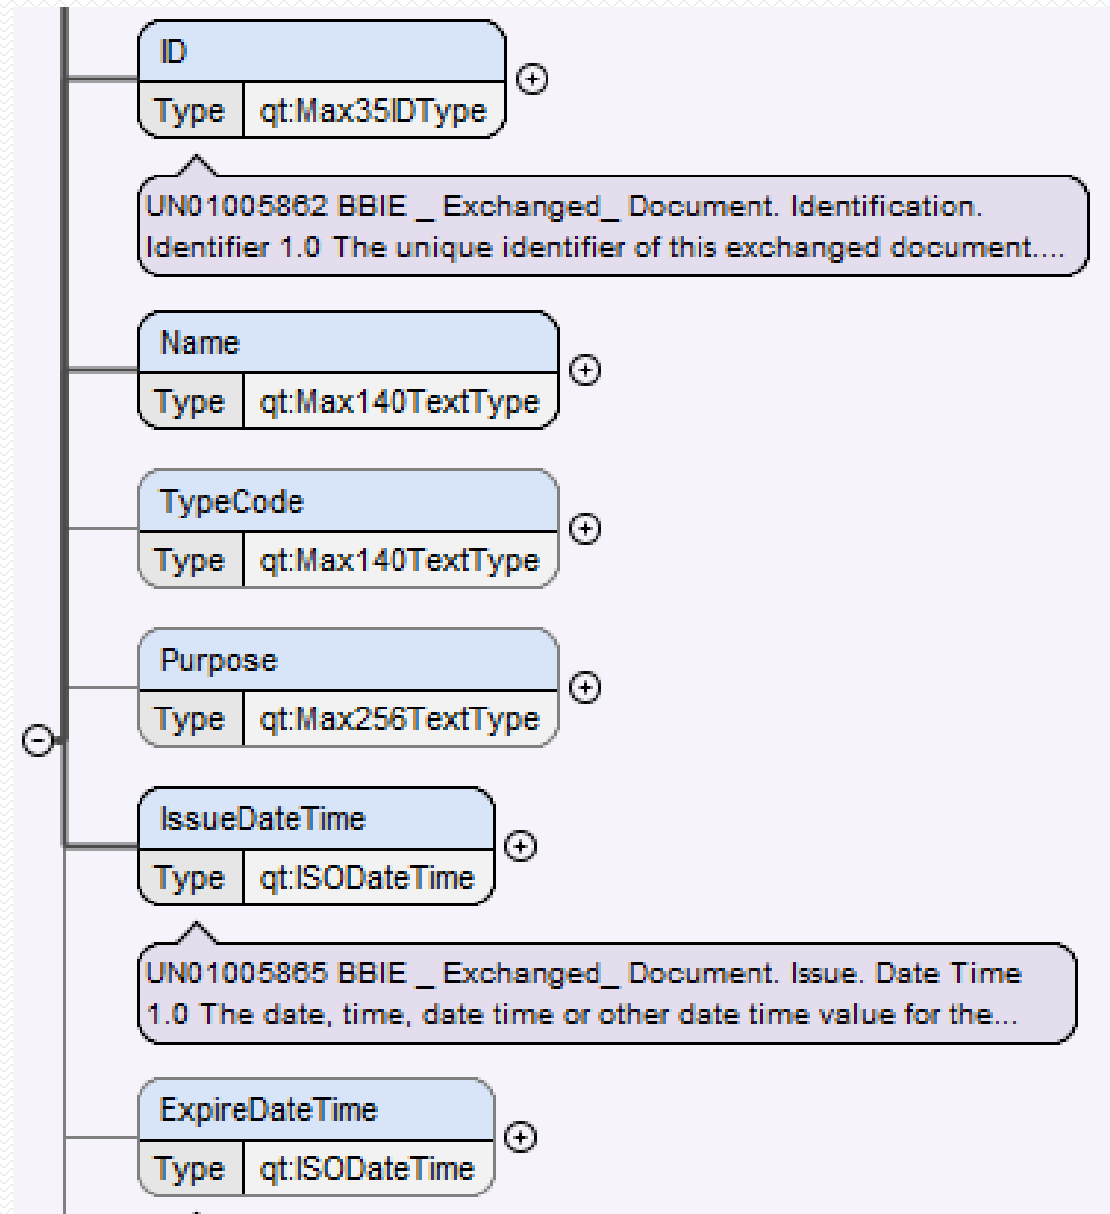 ID
Type qt:Max35IDType
UN01005862 BBIE _ Exchanged_ Document. Identification.
Identifier 1.0 The unique identifier of this exchanged document....
Name
Type qt:Max140TextType
TypeCode
Type qt:Max140TextType
Purpose
Type qt:Max256TextType
IssueDateTime
Type qt:ISODateTime
UN01005865 BBIE _ Exchanged_ Document. Issue. Date Time
1.0 The date, time, date time or other date time value for the...
ExpireDateTime
Type qt:ISODateTime